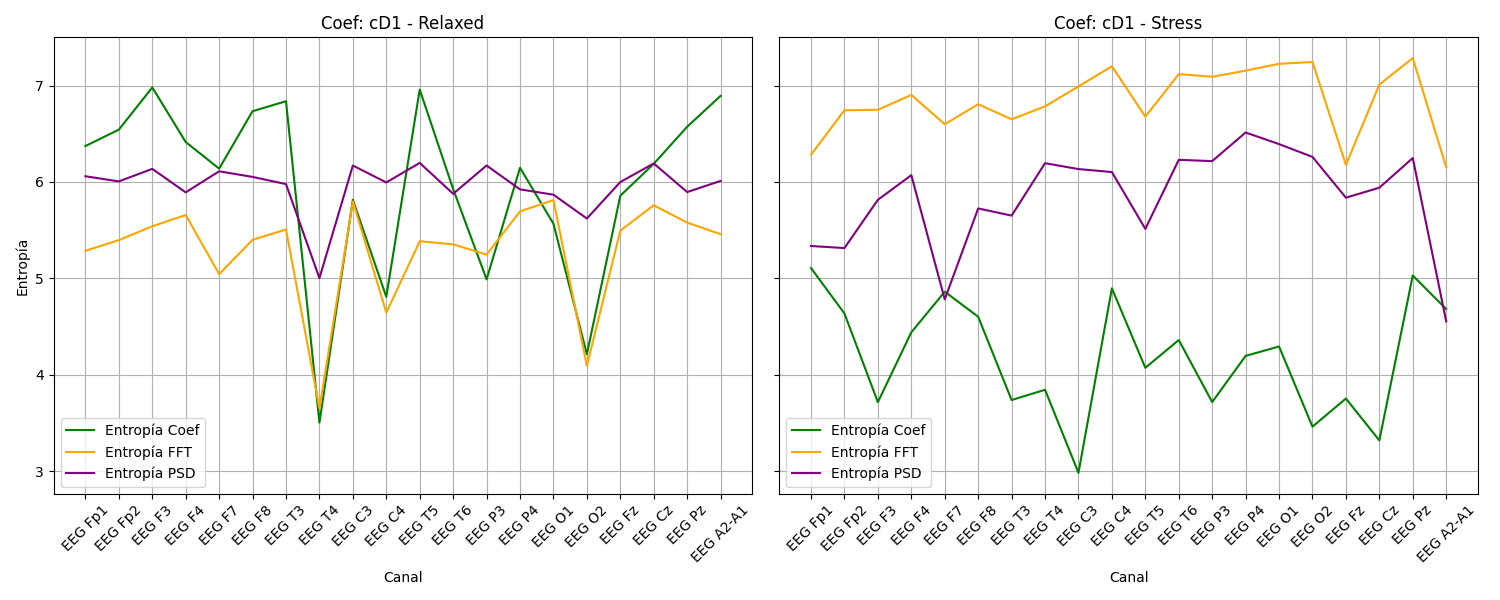 Coef: cD1 - Relaxed
Entropía
7
6
5
4
3
Entropía Coef
Entropía FFT
Entropía PSD
EEG Fp1
EEG Fp2
EEG F3
EEG F4
EEG F7
EEG F8
EEG T3
EEG T4
EEG C3
EEG C4
EEG T5
EEG T6
EEG P3
EEG P4
EEG O1
EEG O2
EEG Fz
EEG Cz
EEG Pz
EEG A2-A1
Canal
Coef: cD1 - Stress
Entropía Coef
Entropía FFT
Entropía PSD
EEG Fp1
EEG Fp2
EEG F3
EEG F4
EEG F7
EEG F8
EEG T3
EEG T4
EEG C3
EEG C4
EEG T5
EEG T6
EEG P3
EEG P4
EEG O1
EEG O2
EEG Fz
EEG Cz
EEG Pz
EEG A2-A1
Canal